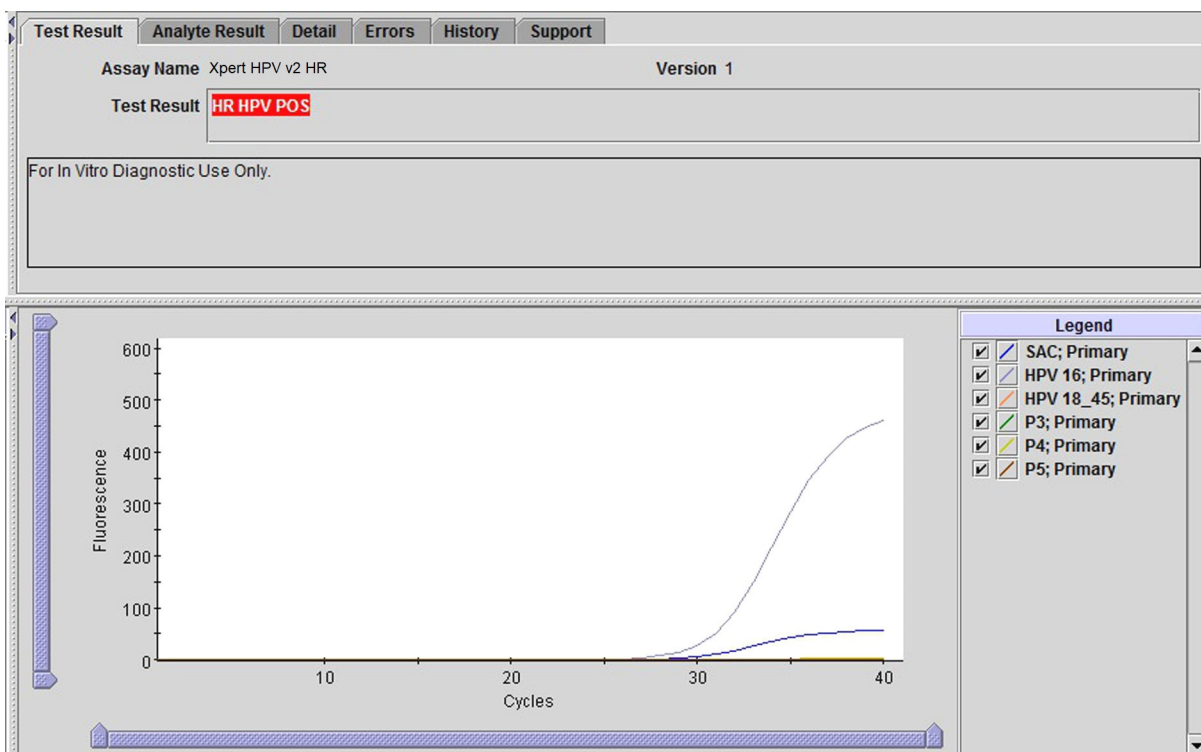 Test Result Analyte Result Detail Errors History Support
Assay Name Xpert HPV v2 HR Version 1
Test Result HR HPV POS
For In Vitro Diagnostic Use Only.
Legend
SAC; Primary
HPV 16; Primary
HPV 18_45; Primary
P3; Primary
P4; Primary
P5; Primary
600
500
400
300
200
100
0
Fluorescence
10 20 30 40
Cycles